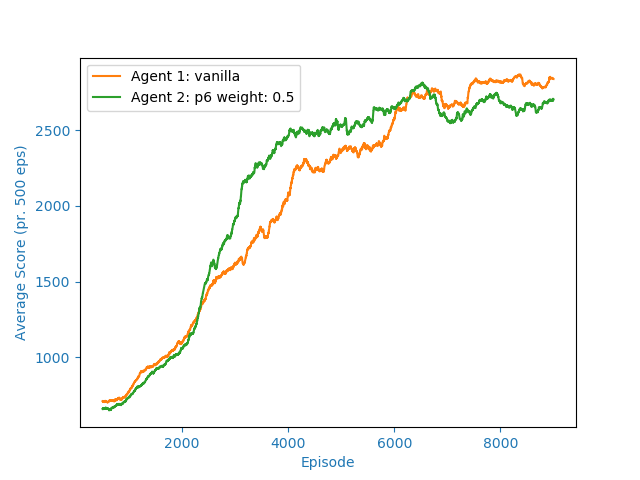 Agent 1: vanilla
Agent 2: p6 weight: 0.5
Average Score (pr. 500 eps)
2500
2000
1500
1000
2000 4000 6000 8000
Episode